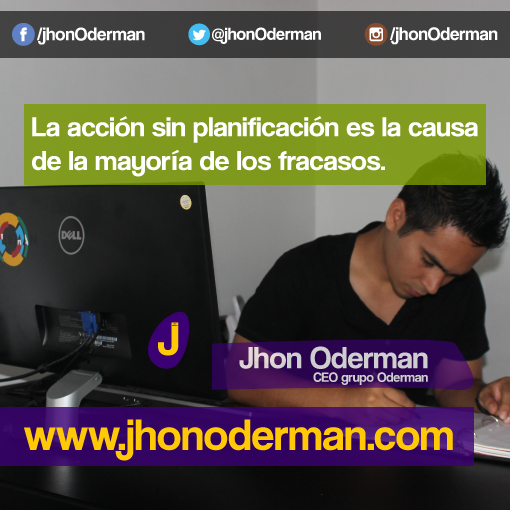 /jhonOderman @jhonOderman /jhonOderman
La acción sin planificación es la causa
de la mayoría de los fracasos.
DELL
J
Jhon Oderman
CEO grupo Oderman
www.jhonoderman.com